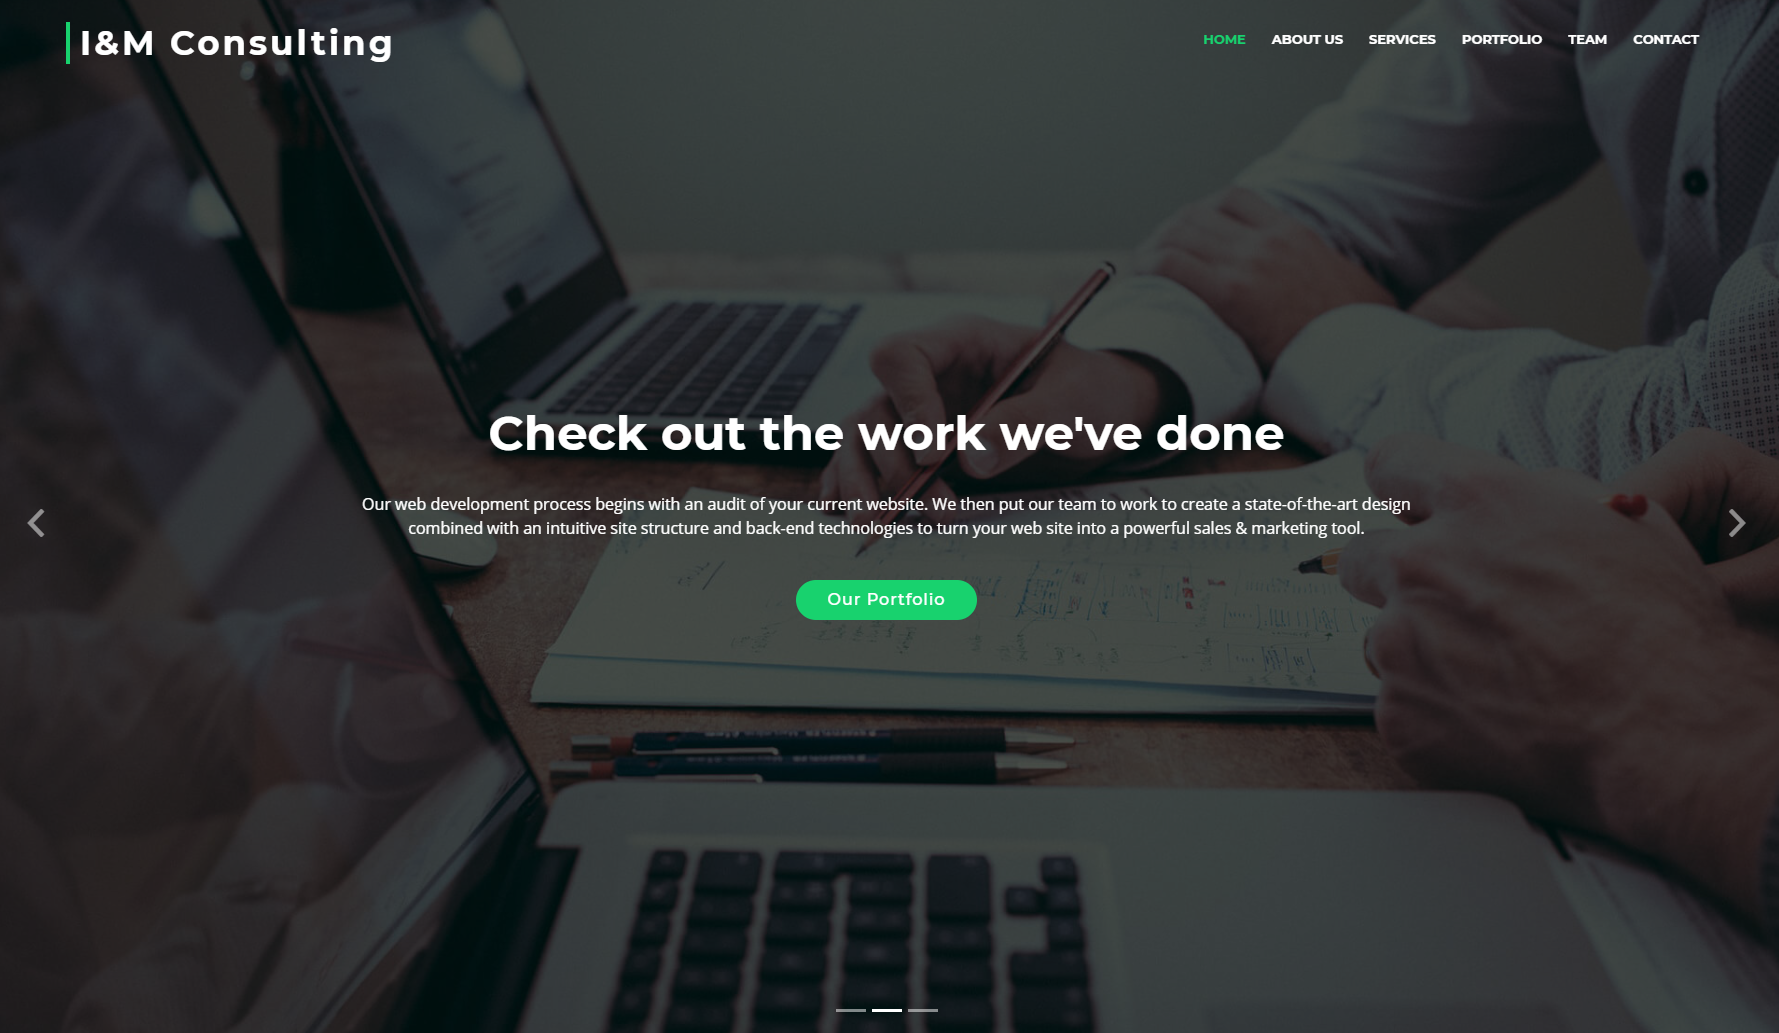 I&M Consulting
HOME ABOUT US SERVICES PORTFOLIO TEAM CONTACT
Check out the work we've done
Our web development process begins with an audit of your current website. We then put our team to work to create a state-of-the-art design
combined with an intuitive site structure and back-end technologies to turn your web site into a powerful sales & marketing tool.
Our Portfolio